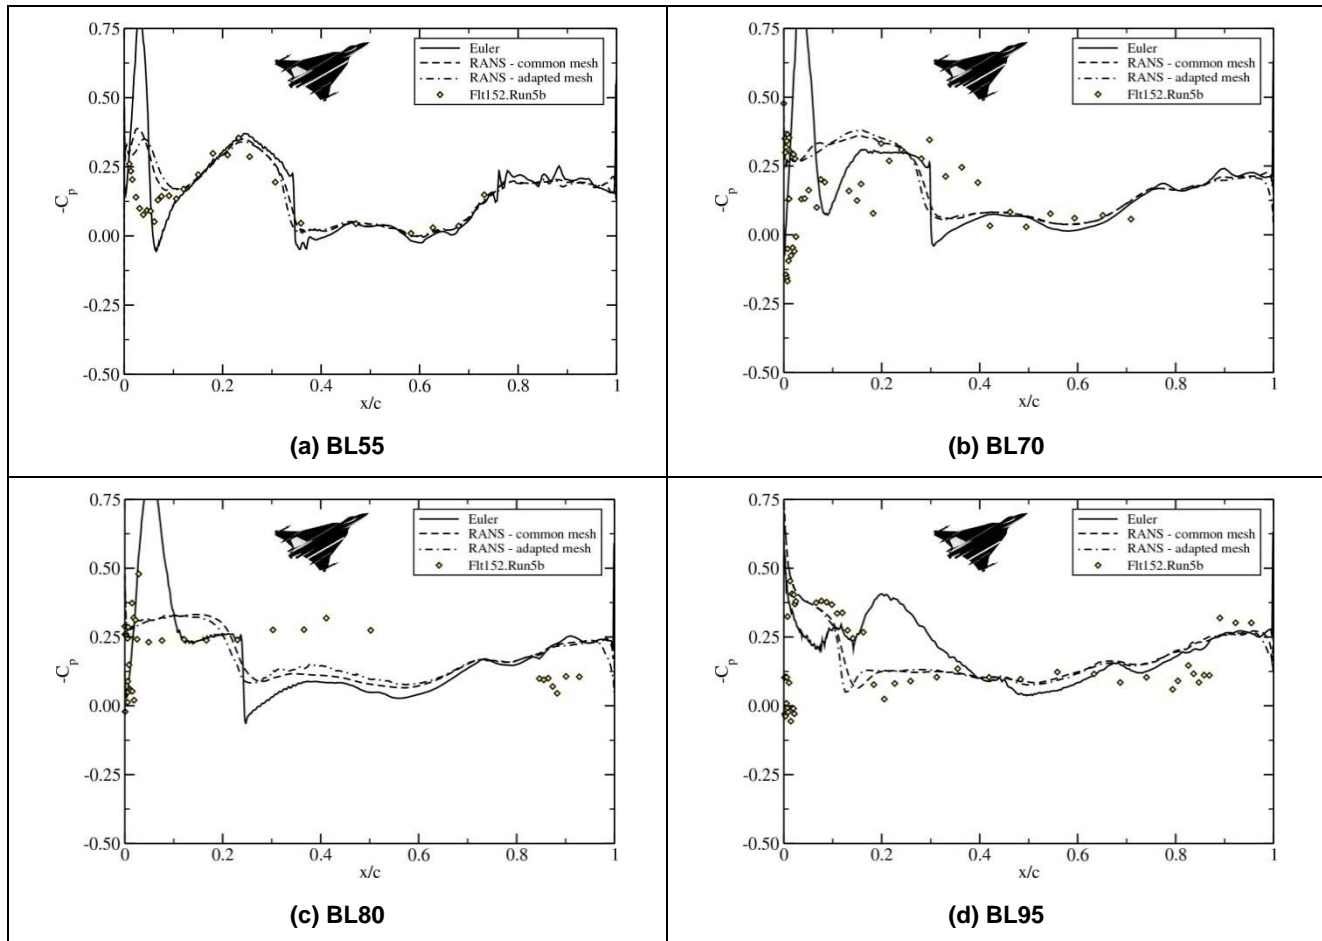 0.75
0.50
0.25
0.00
-0.25
-0.50
-Cp
Euler
RANS - common mesh
RANS - adapted mesh
Flt152.Run5b
0 0.2 0.4 0.6 0.8 1
x/c
(a) BL55
0.75
0.50
0.25
0.00
-0.25
-0.50
-Cp
Euler
RANS - common mesh
RANS - adapted mesh
Flt152.Run5b
0 0.2 0.4 0.6 0.8 1
x/c
(b) BL70
0.75
0.50
0.25
0.00
-0.25
-0.50
-Cp
Euler
RANS - common mesh
RANS - adapted mesh
Flt152.Run5b
0 0.2 0.4 0.6 0.8 1
x/c
(c) BL80
0.75
0.50
0.25
0.00
-0.25
-0.50
-Cp
Euler
RANS - common mesh
RANS - adapted mesh
Flt152.Run5b
0 0.2 0.4 0.6 0.8 1
x/c
(d) BL95